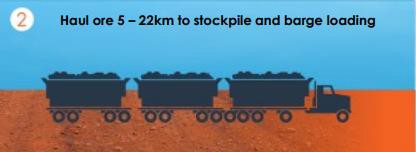 2
Haul ore 5 – 22km to stockpile and barge loading